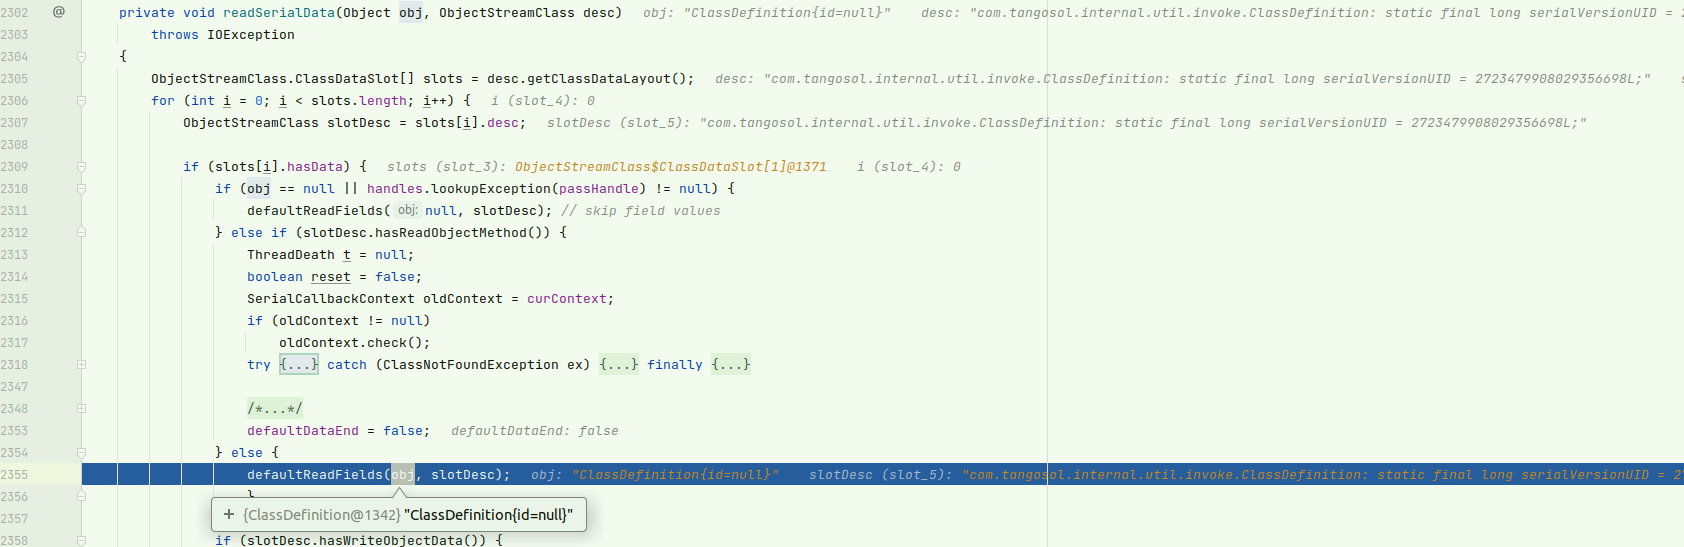 2302 @ private void readSerialData(Object obj, ObjectStreamClass desc) obj: "ClassDefinition{id=null}" desc: "com.tangosol.internal.util.invoke.ClassDefinition: static final long serialVersionUID = 2
2303 throws IOException
2304 {
2305 ObjectStreamClass.ClassDataSlot[] slots = desc.getClassDataLayout(); desc: "com.tangosol.internal.util.invoke.ClassDefinition: static final long serialVersionUID = 2723479908029356698L;" s
2306 for (int i = 0; i < slots.length; i++) { i (slot_4): 0
2307 ObjectStreamClass slotDesc = slots[i].desc; slotDesc (slot_5): "com.tangosol.internal.util.invoke.ClassDefinition: static final long serialVersionUID = 2723479908029356698L;"
2308
2309 if (slots[i].hasData) { slots (slot_3): ObjectStreamClass$ClassDataSlot[1]@1371 i (slot_4): 0
2310 if (obj == null || handles.lookupException(passHandle) != null) {
2311 defaultReadFields( obj: null, slotDesc); // skip field values
2312 } else if (slotDesc.hasReadObjectMethod()) {
2313 ThreadDeath t = null;
2314 boolean reset = false;
2315 SerialCallbackContext oldContext = curContext;
2316 if (oldContext != null)
2317 oldContext.check();
2318 try {...} catch (ClassNotFoundException ex) {...} finally {...}
2347
2348 /*...*/
2353 defaultDataEnd = false; defaultDataEnd: false
2354 } else {
2355 defaultReadFields(obj, slotDesc); obj: "ClassDefinition{id=null}" slotDesc (slot_5): "com.tangosol.internal.util.invoke.ClassDefinition: static final long serialVersionUID = 2
2356 }
2357 + {ClassDefinition@1342} "ClassDefinition{id=null}"
2358 if (slotDesc.hasWriteObjectData()) {